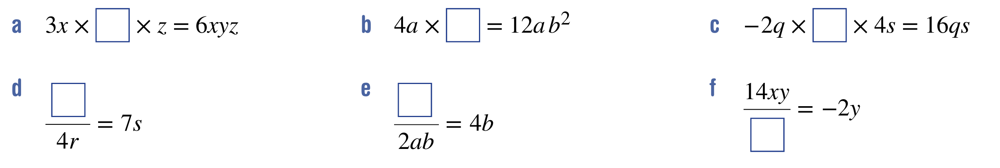 a 3x × □ × z = 6xyz
b 4a × □ = 12ab²
c −2q × □ × 4s = 16qs
d □/4r = 7s
e □/2ab = 4b
f 14xy/□ = −2y